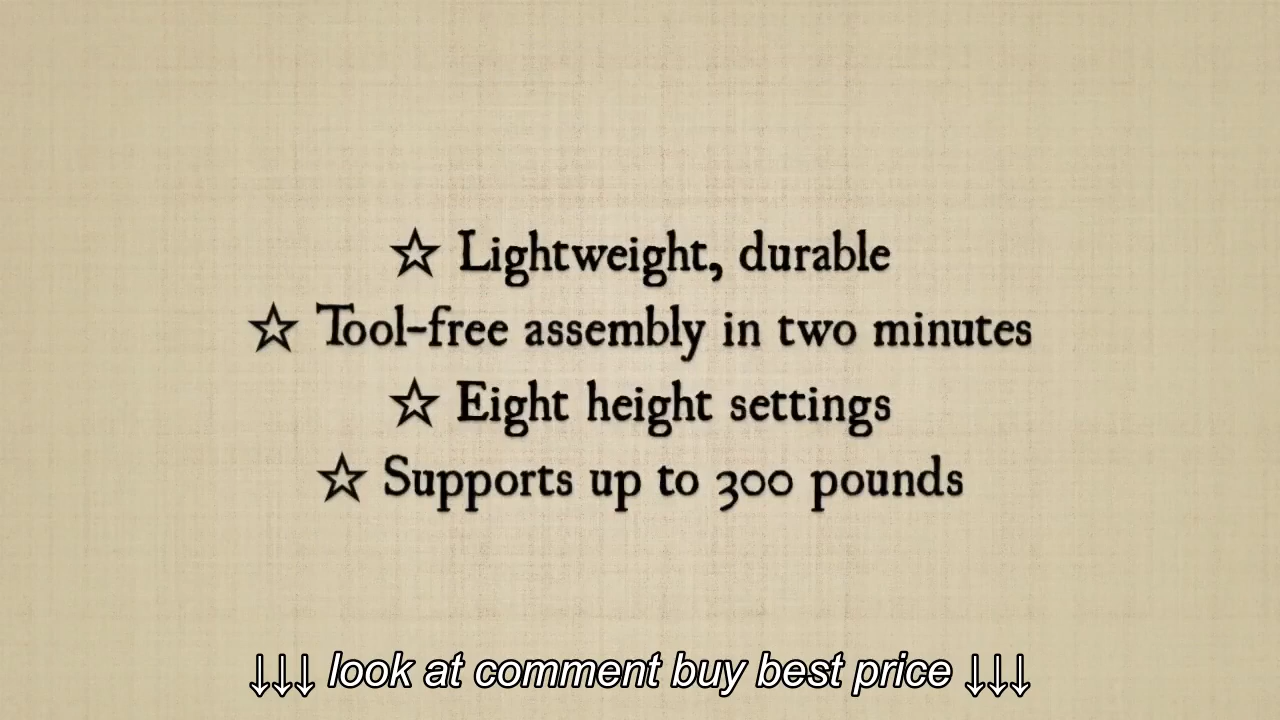 ☆ Lightweight, durable
☆ Tool-free assembly in two minutes
☆ Eight height settings
☆ Supports up to 300 pounds
↓↓↓ look at comment buy best price ↓↓↓